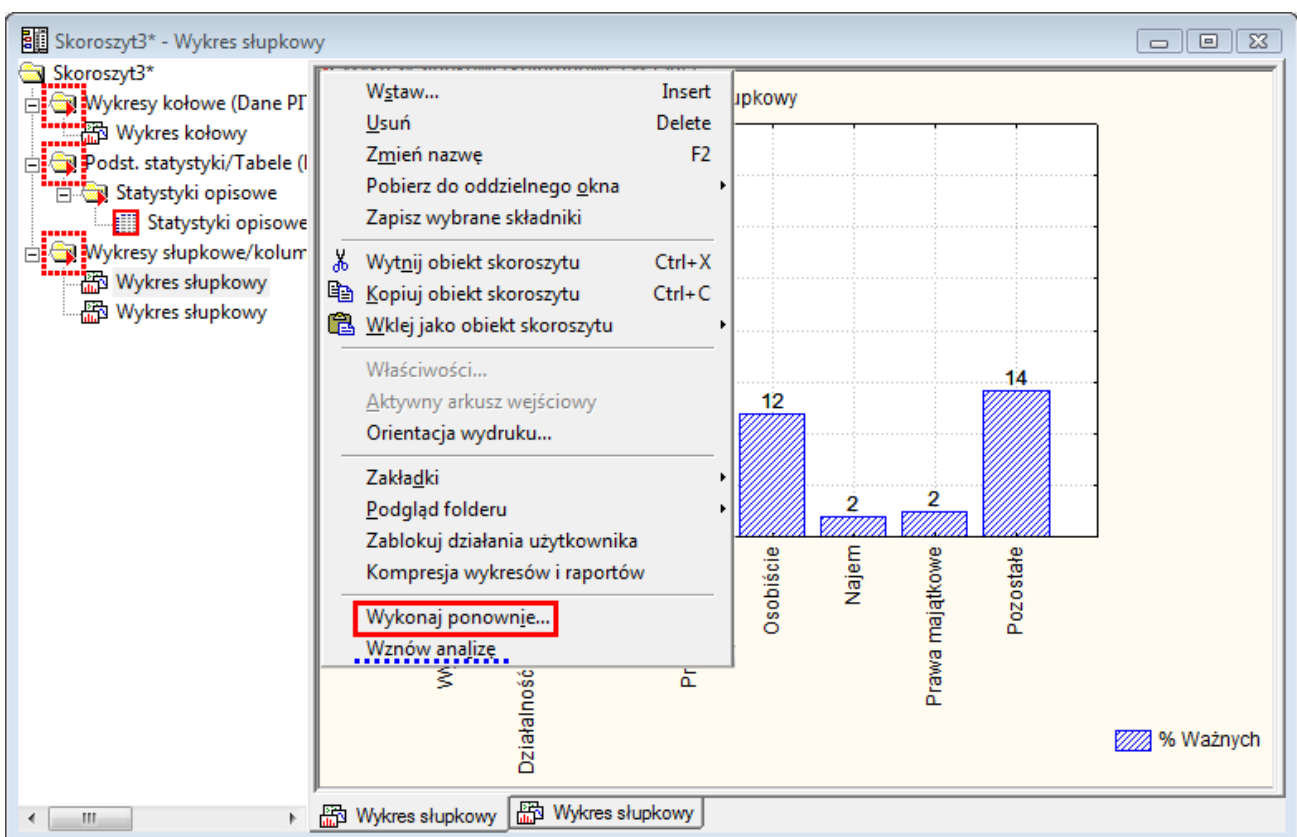 Skoroszyt3* - Wykres słupkowy
Skoroszyt3*
Wykresy kołowe (Dane PI
Wykres kołowy
Podst. statystyki/Tabele (
Statystyki opisowe
Statystyki opisowe
Wykresy słupkowe/kolum
Wykres słupkowy
Wykres słupkowy
Wstaw... Insert
Usuń Delete
Zmień nazwę F2
Pobierz do oddzielnego okna
Zapisz wybrane składniki
Wytnij obiekt skoroszytu Ctrl+X
Kopiuj obiekt skoroszytu Ctrl+C
Wklej jako obiekt skoroszytu
Właściwości...
Aktywny arkusz wejściowy
Orientacja wydruku...
Zakładki
Podgląd folderu
Zablokuj działania użytkownika
Kompresja wykresów i raportów
Wykonaj ponownie...
Wznów analizę
upkowy
12
2
2
14
Działalność
Pr
Osobiście
Najem
Prawa majątkowe
Pozostałe
% Ważnych
Wykres słupkowy
Wykres słupkowy